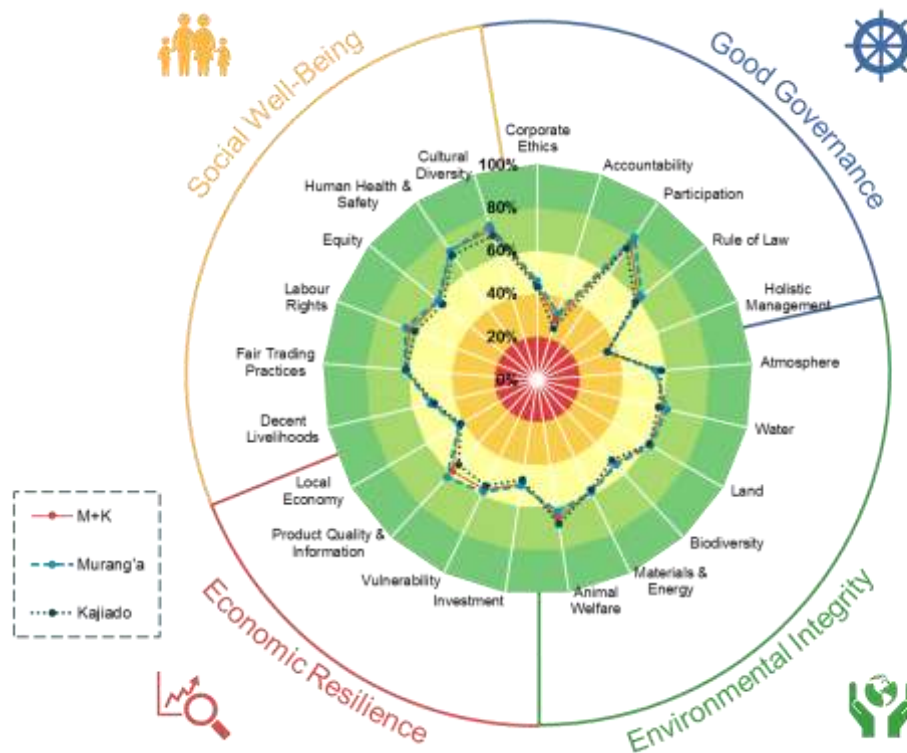 Social Well-Being
Good Governance
Corporate
Ethics
Accountability
Participation
Rule of Law
Holistic
Management
Atmosphere
Water
Land
Biodiversity
Materials &
Energy
Animal
Welfare
Investment
Vulnerability
Product Quality &
Information
Local
Economy
Decent
Livelihoods
Fair Trading
Practices
Labour
Rights
Equity
Human Health &
Safety
Cultural
Diversity
100%
80%
60%
40%
20%
0%
M+K
Murang'a
Kajiado
Economic Resilience
Environmental Integrity